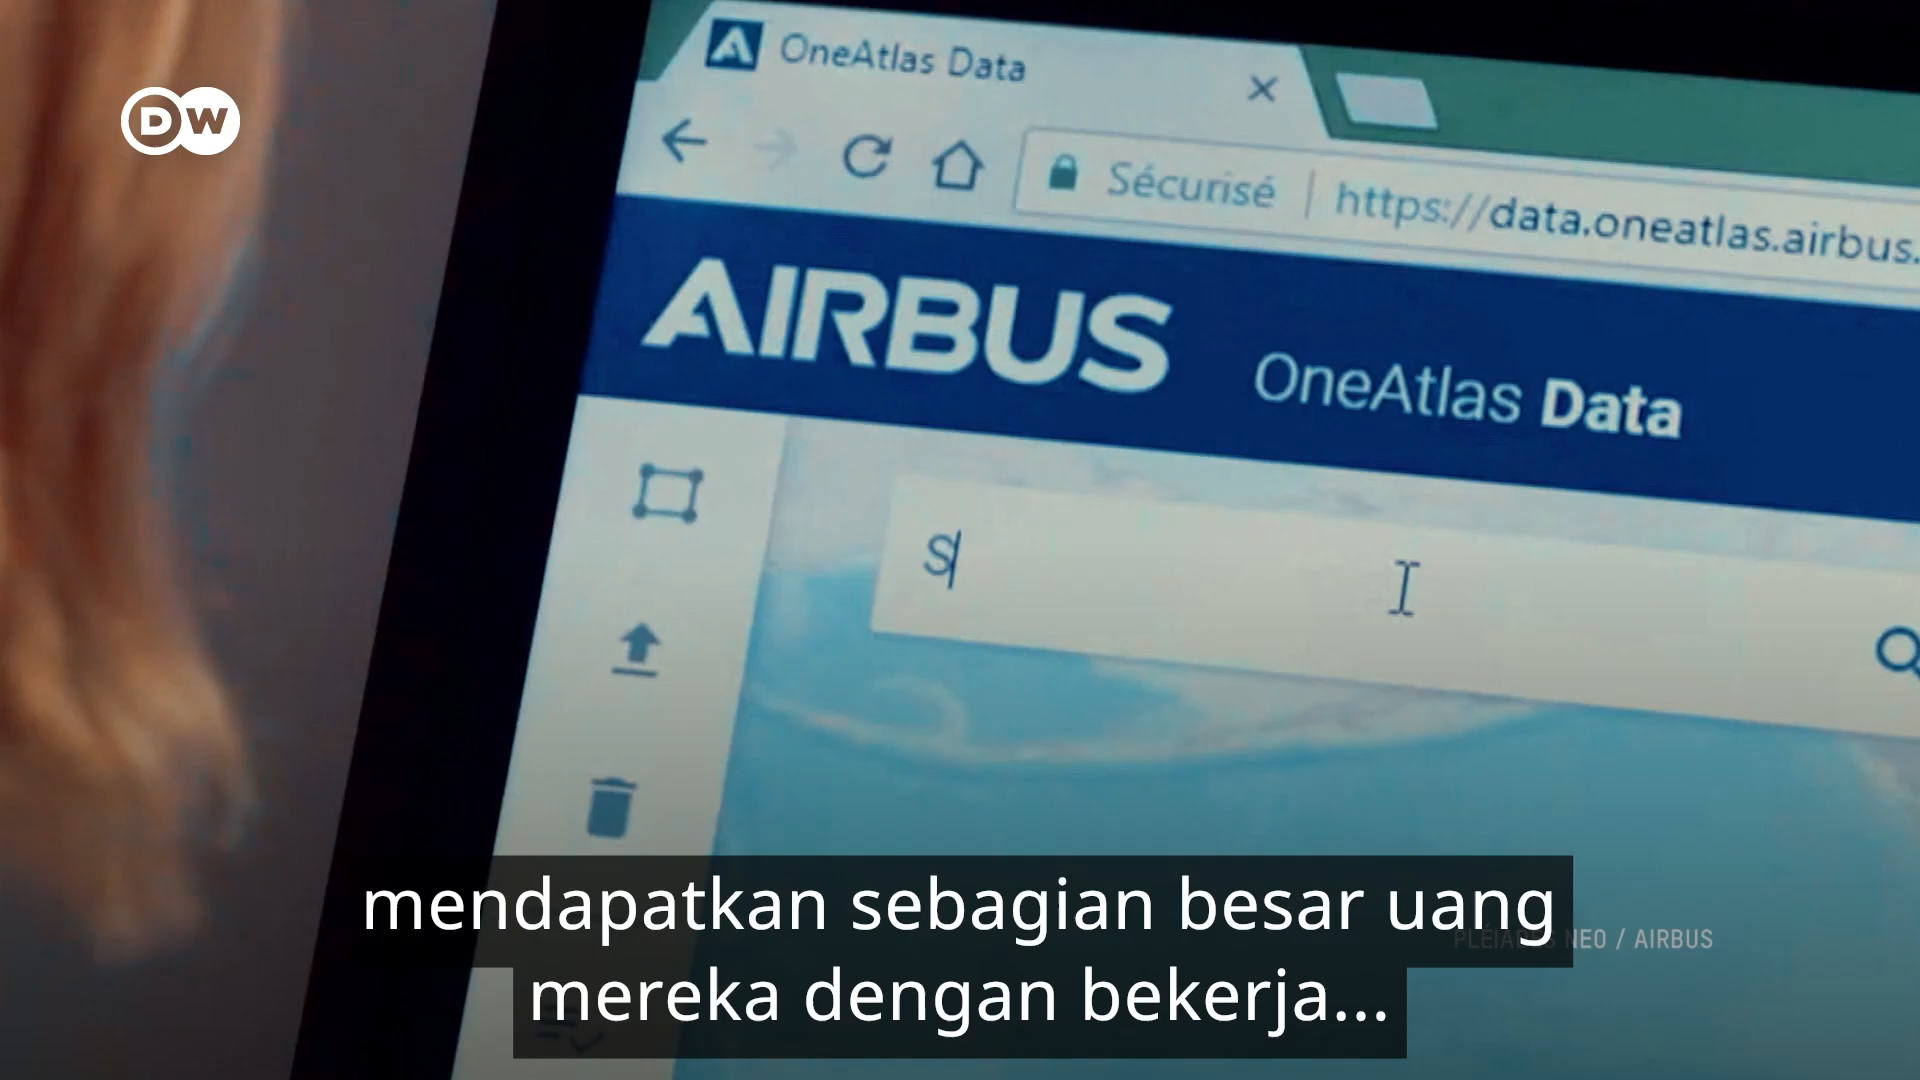 DW
OneAtlas Data
Sécurisé | https://data.oneatlas.airbus.
AIRBUS OneAtlas Data
S
mendapatkan sebagian besar uang
PLÉIADES NEO / AIRBUS
mereka dengan bekerja...